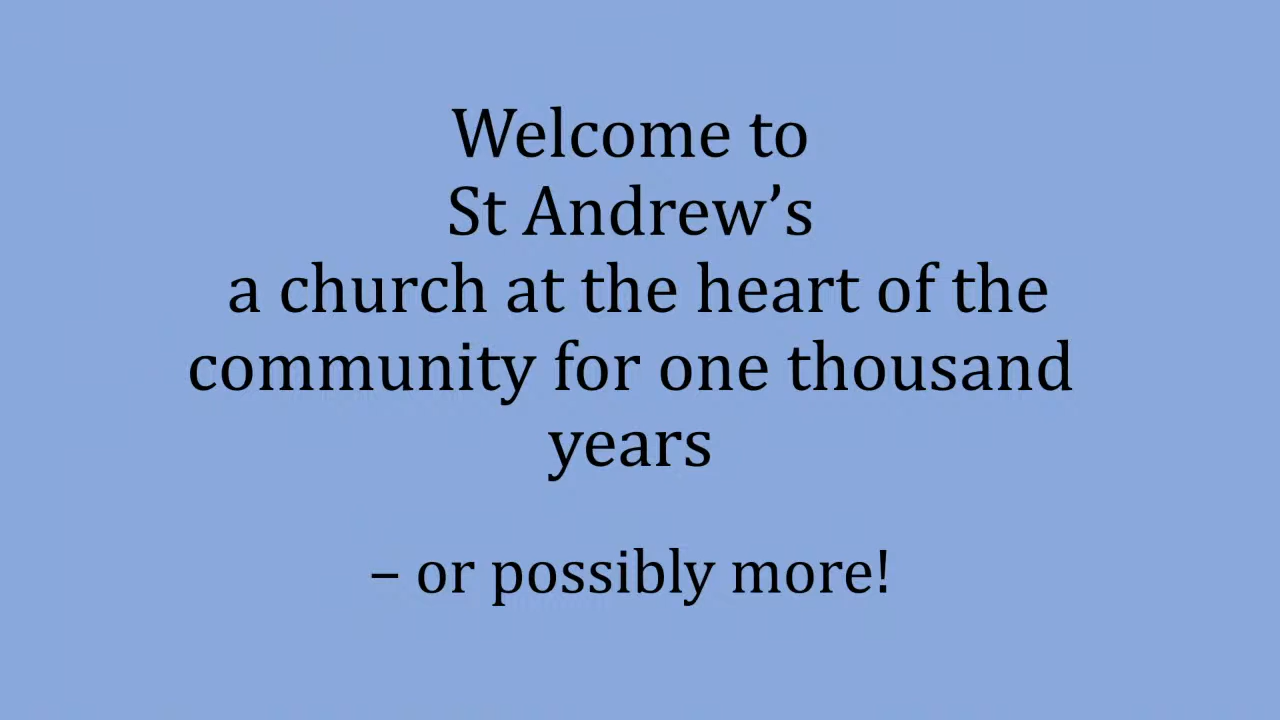 Welcome to
St Andrew’s
a church at the heart of the
community for one thousand
years
– or possibly more!